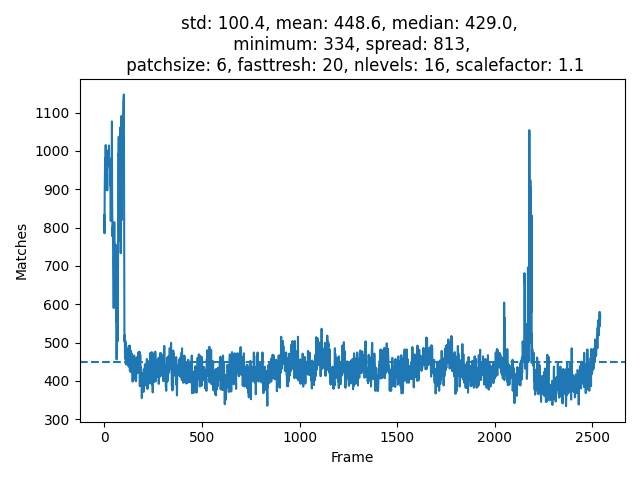 std: 100.4, mean: 448.6, median: 429.0,
minimum: 334, spread: 813,
patchsize: 6, fasttresh: 20, nlevels: 16, scalefactor: 1.1
1100
1000
900
800
700
600
500
400
300
Matches
0 500 1000 1500 2000 2500
Frame